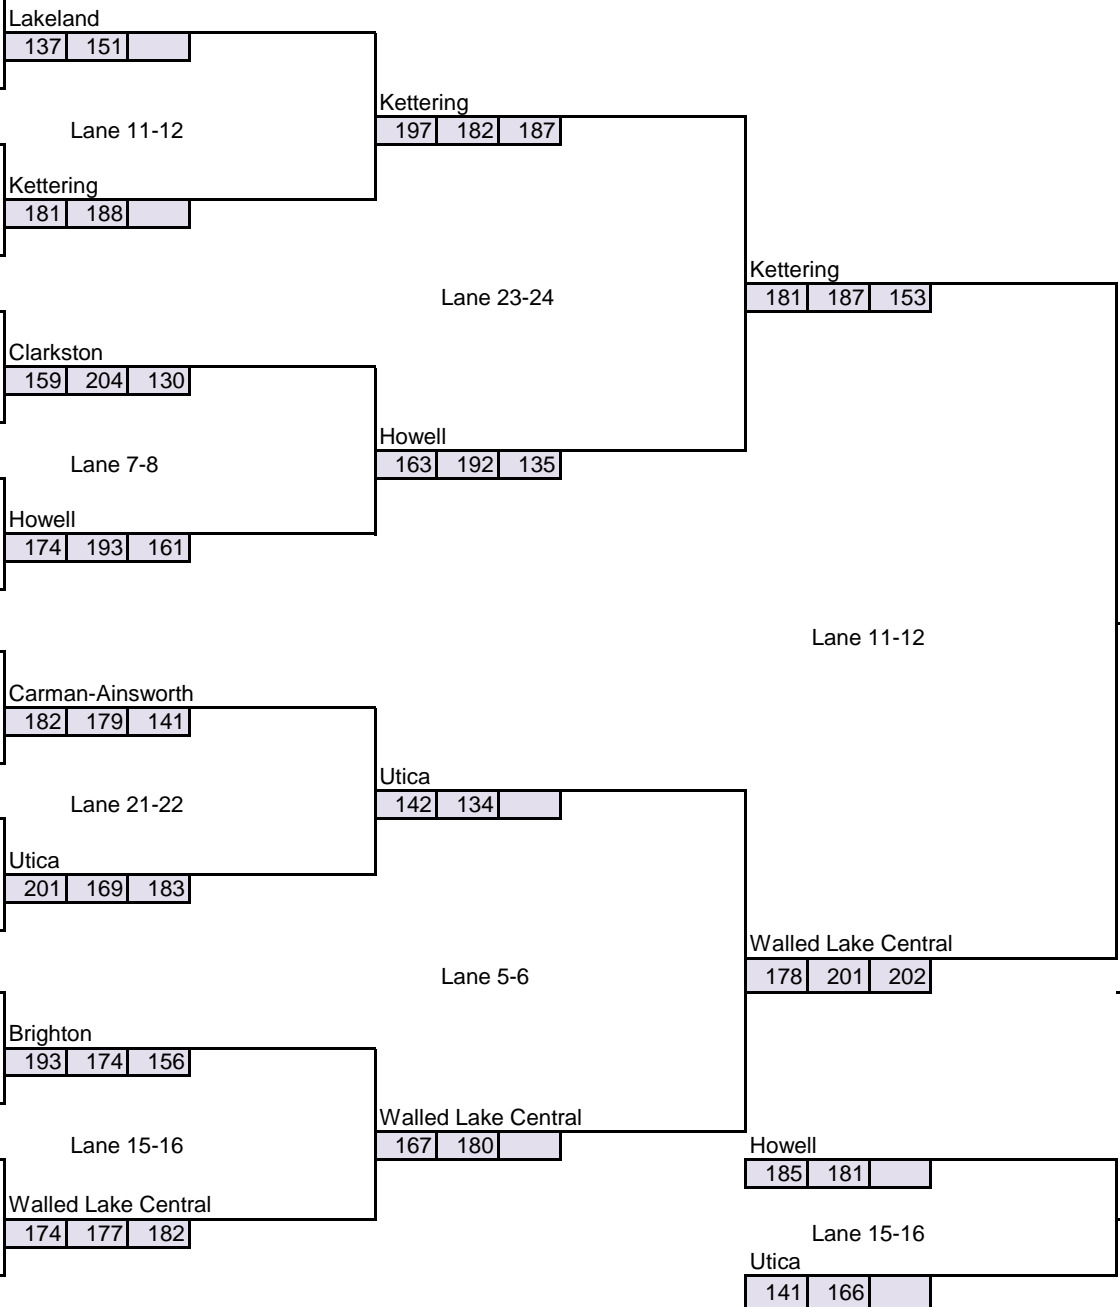 Lakeland
137 151
Kettering
Lane 11-12
197 182 187
Kettering
181 188
Kettering
Lane 23-24
181 187 153
Clarkston
159 204 130
Howell
Lane 7-8
163 192 135
Howell
174 193 161
Lane 11-12
Carman-Ainsworth
182 179 141
Utica
Lane 21-22
142 134
Utica
201 169 183
Walled Lake Central
Lane 5-6
178 201 202
Brighton
193 174 156
Walled Lake Central
Lane 15-16
167 180
Howell
185 181
Walled Lake Central
174 177 182
Lane 15-16
Utica
141 166